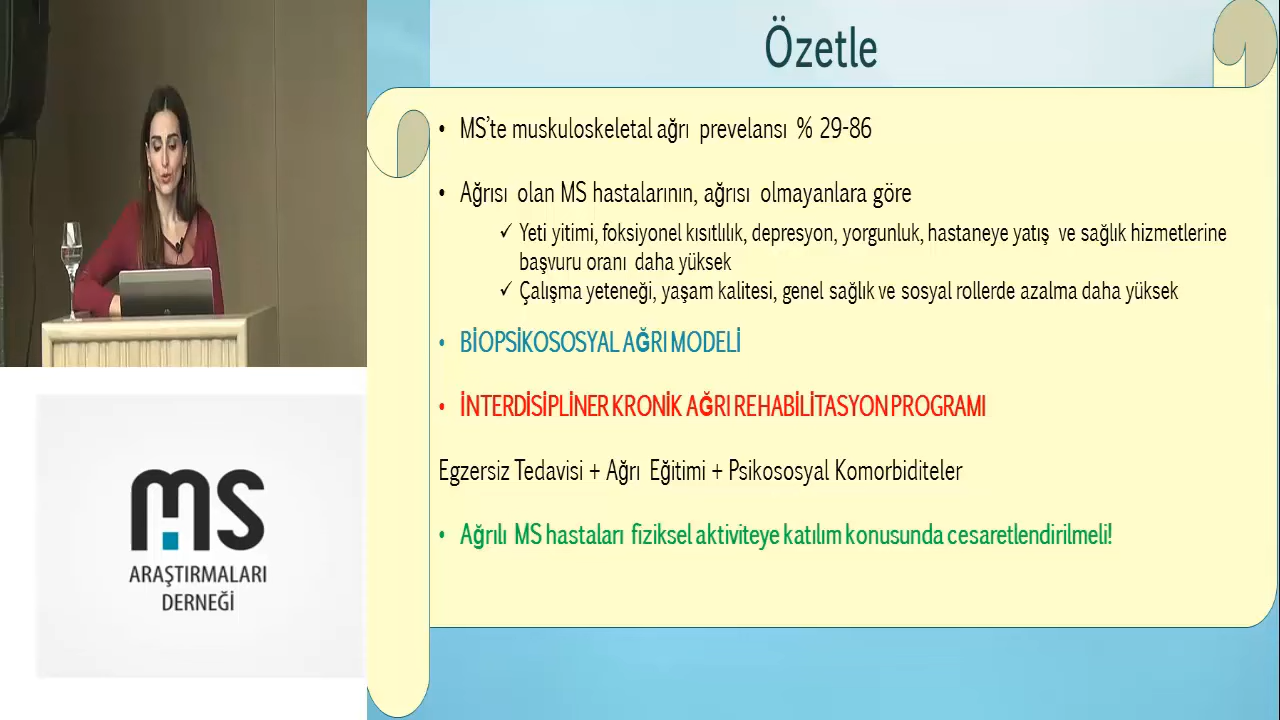 Özetle
• MS'te muskuloskeletal ağrı prevelansı % 29-86
• Ağrısı olan MS hastalarının, ağrısı olmayanlara göre
✓ Yeti yitimi, foksiyonel kısıtlılık, depresyon, yorgunluk, hastaneye yatış ve sağlık hizmetlerine
başvuru oranı daha yüksek
✓ Çalışma yeteneği, yaşam kalitesi, genel sağlık ve sosyal rollerde azalma daha yüksek
• BİOPSİKOSOSYAL AĞRI MODELİ
• İNTERDİSİPLİNER KRONİK AĞRI REHABİLİTASYON PROGRAMI
Egzersiz Tedavisi + Ağrı Eğitimi + Psikososyal Komorbiditeler
• Ağrılı MS hastaları fiziksel aktiviteye katılım konusunda cesaretlendirilmeli!
MS
ARAŞTIRMALARI
DERNEĞİ